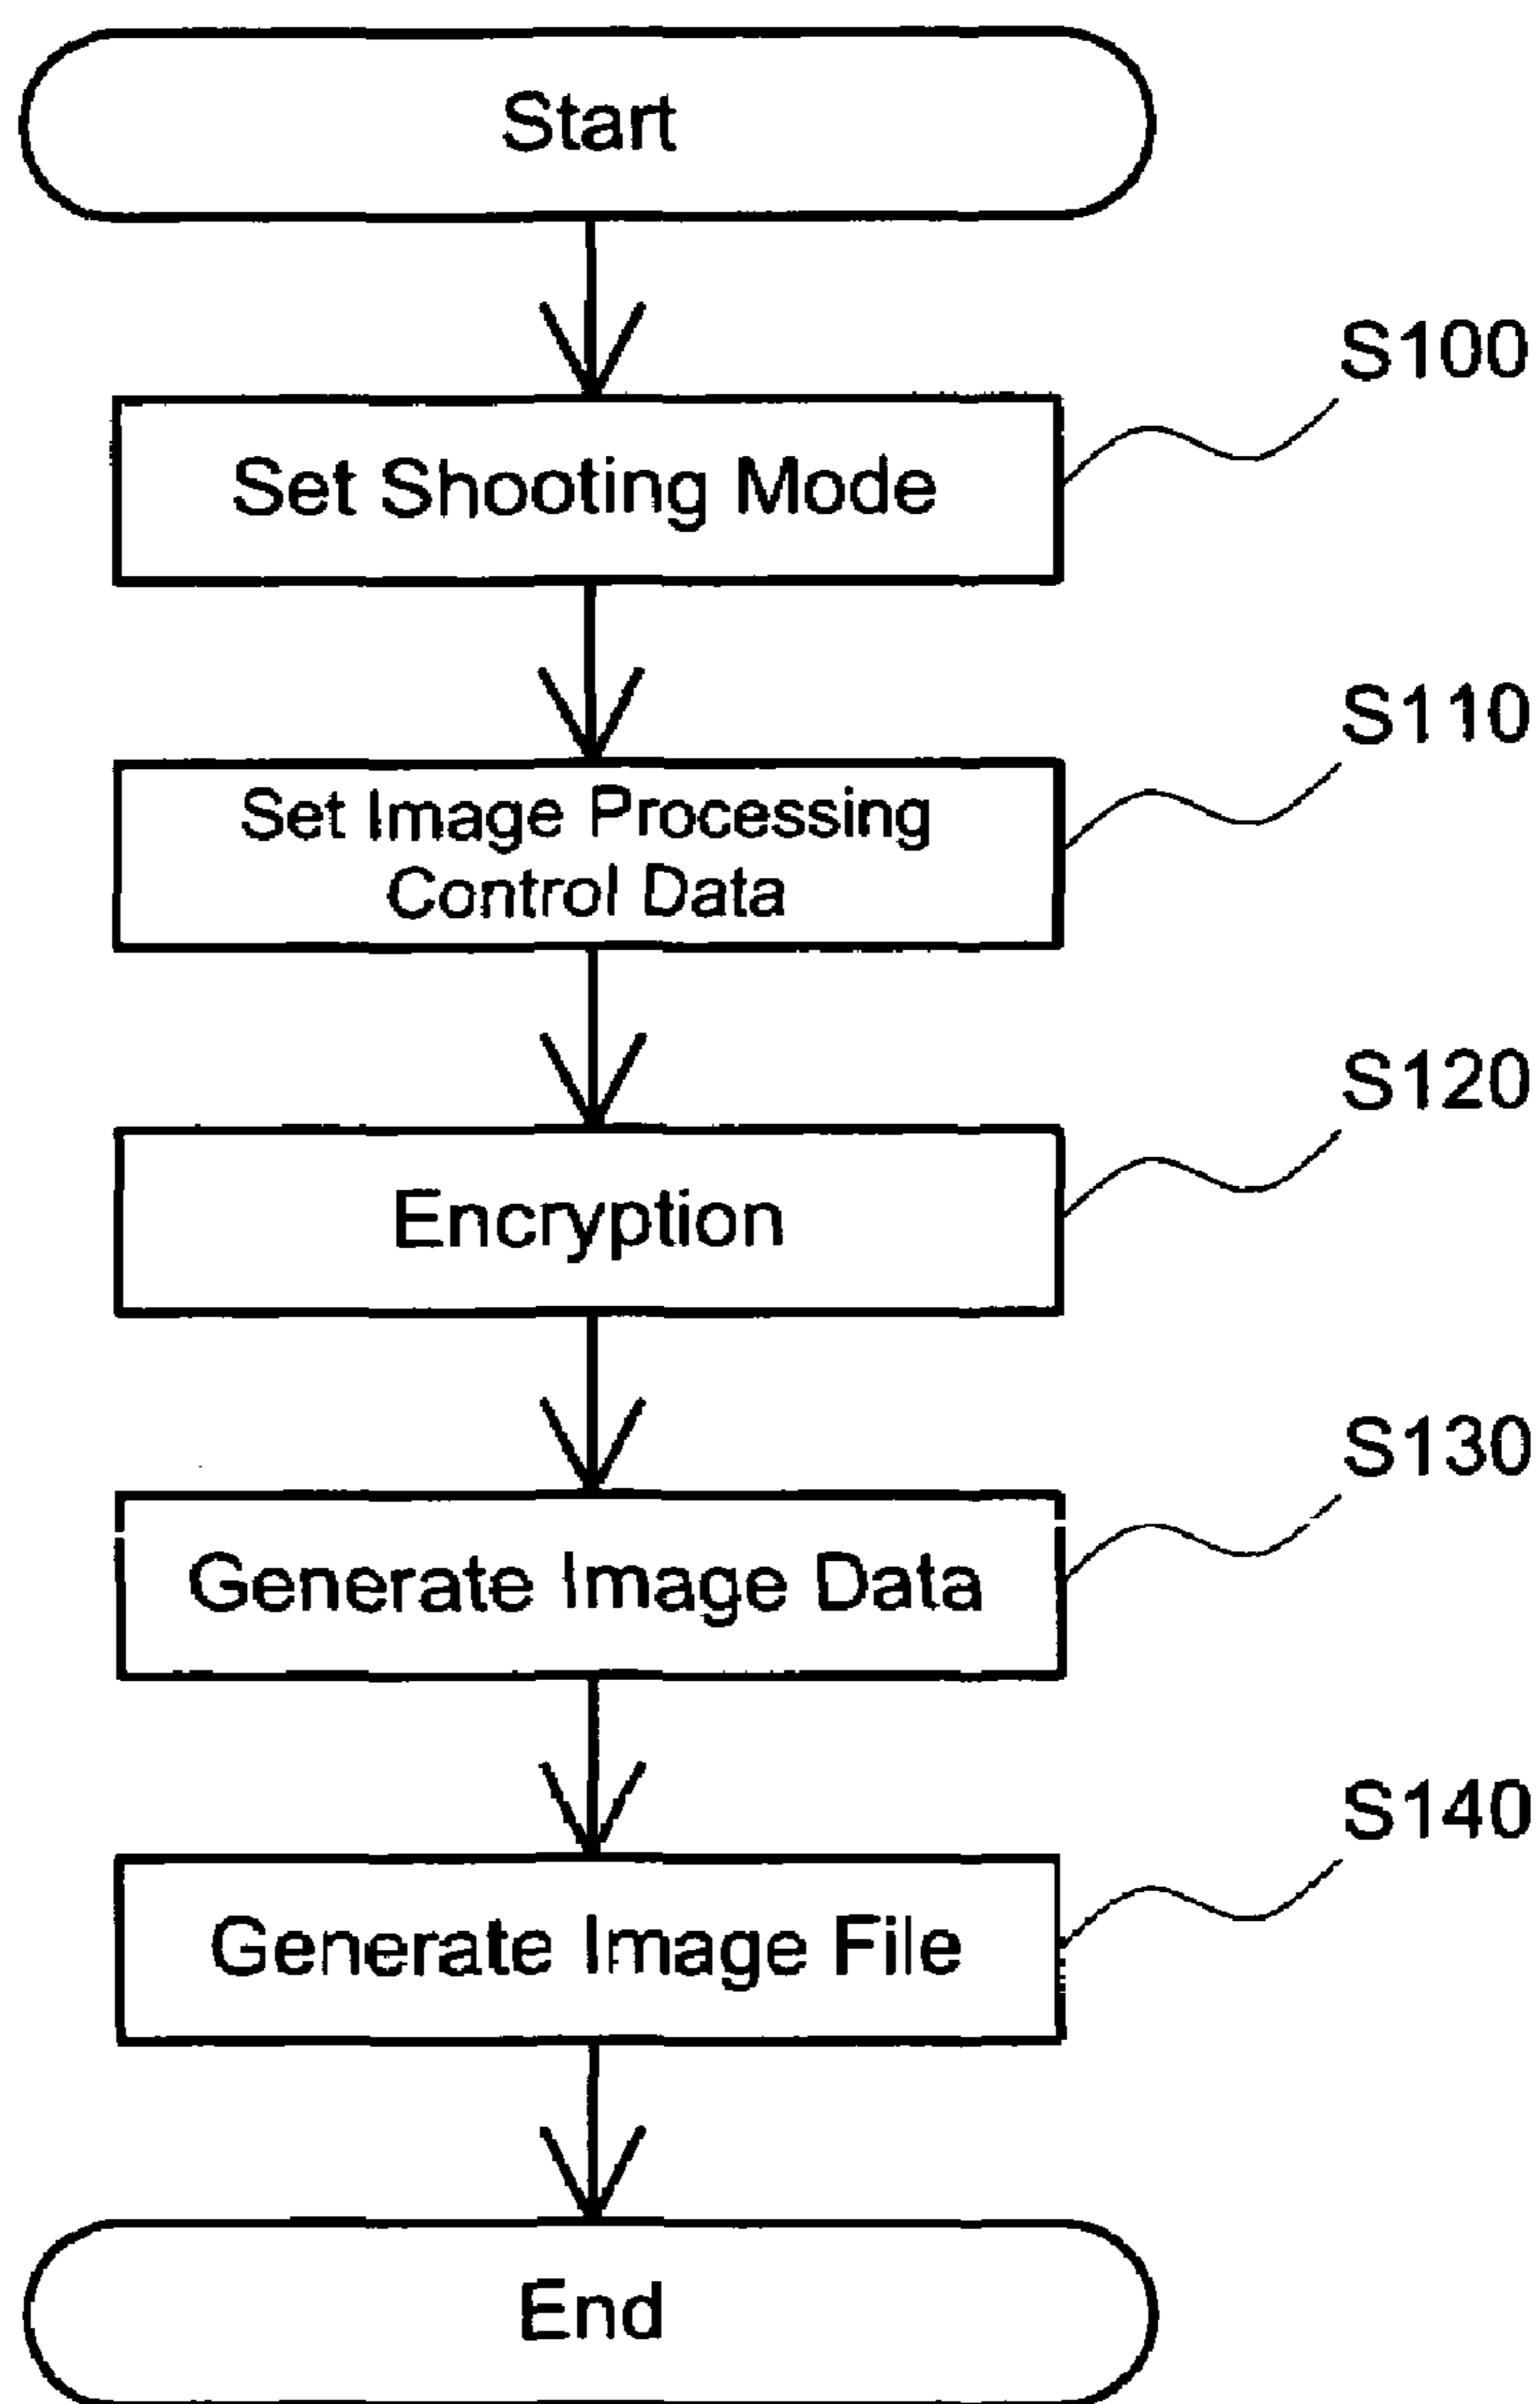 Start
S100
Set Shooting Mode
S110
Set Image Processing
Control Data
S120
Encryption
S130
Generate Image Data
S140
Generate Image File
End